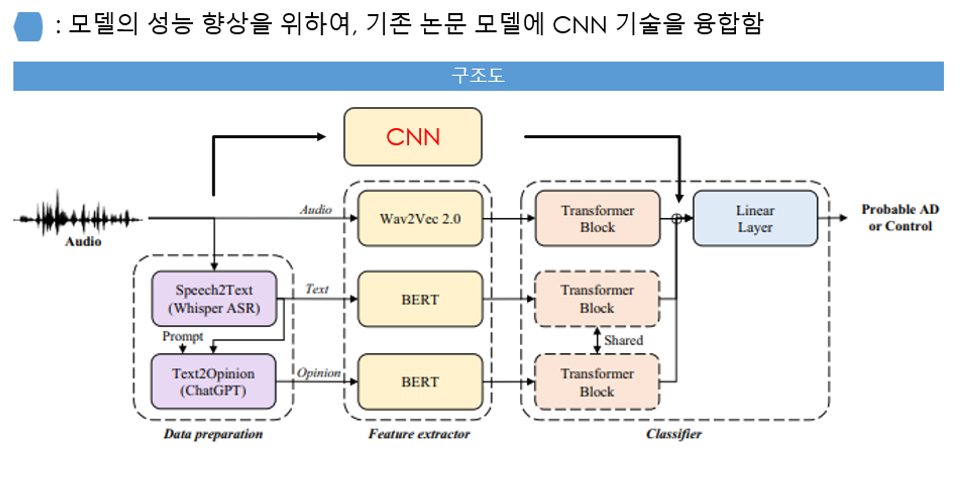 : 모델의 성능 향상을 위하여, 기존 논문 모델에 CNN 기술을 융합함
구조도
CNN
Audio
Audio
Wav2Vec 2.0
Transformer
Block
Linear
Layer
Probable AD
or Control
Speech2Text
(Whisper ASR)
Text
BERT
Transformer
Block
Prompt
Shared
Text2Opinion
(ChatGPT)
Opinion
BERT
Transformer
Block
Data preparation
Feature extractor
Classifier